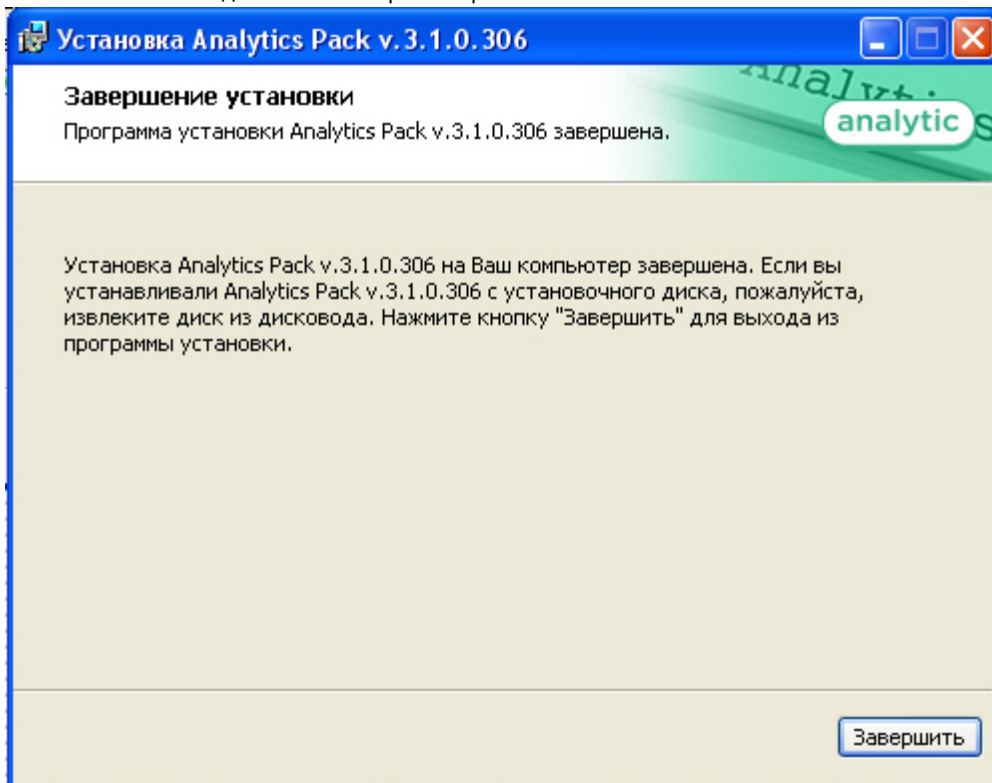 Установка Analytics Pack v.3.1.0.306
Analytics
analytic s
Завершение установки
Программа установки Analytics Pack v.3.1.0.306 завершена.
Установка Analytics Pack v.3.1.0.306 на Ваш компьютер завершена. Если вы
устанавливали Analytics Pack v.3.1.0.306 с установочного диска, пожалуйста,
извлеките диск из дисковода. Нажмите кнопку "Завершить" для выхода из
программы установки.
Завершить